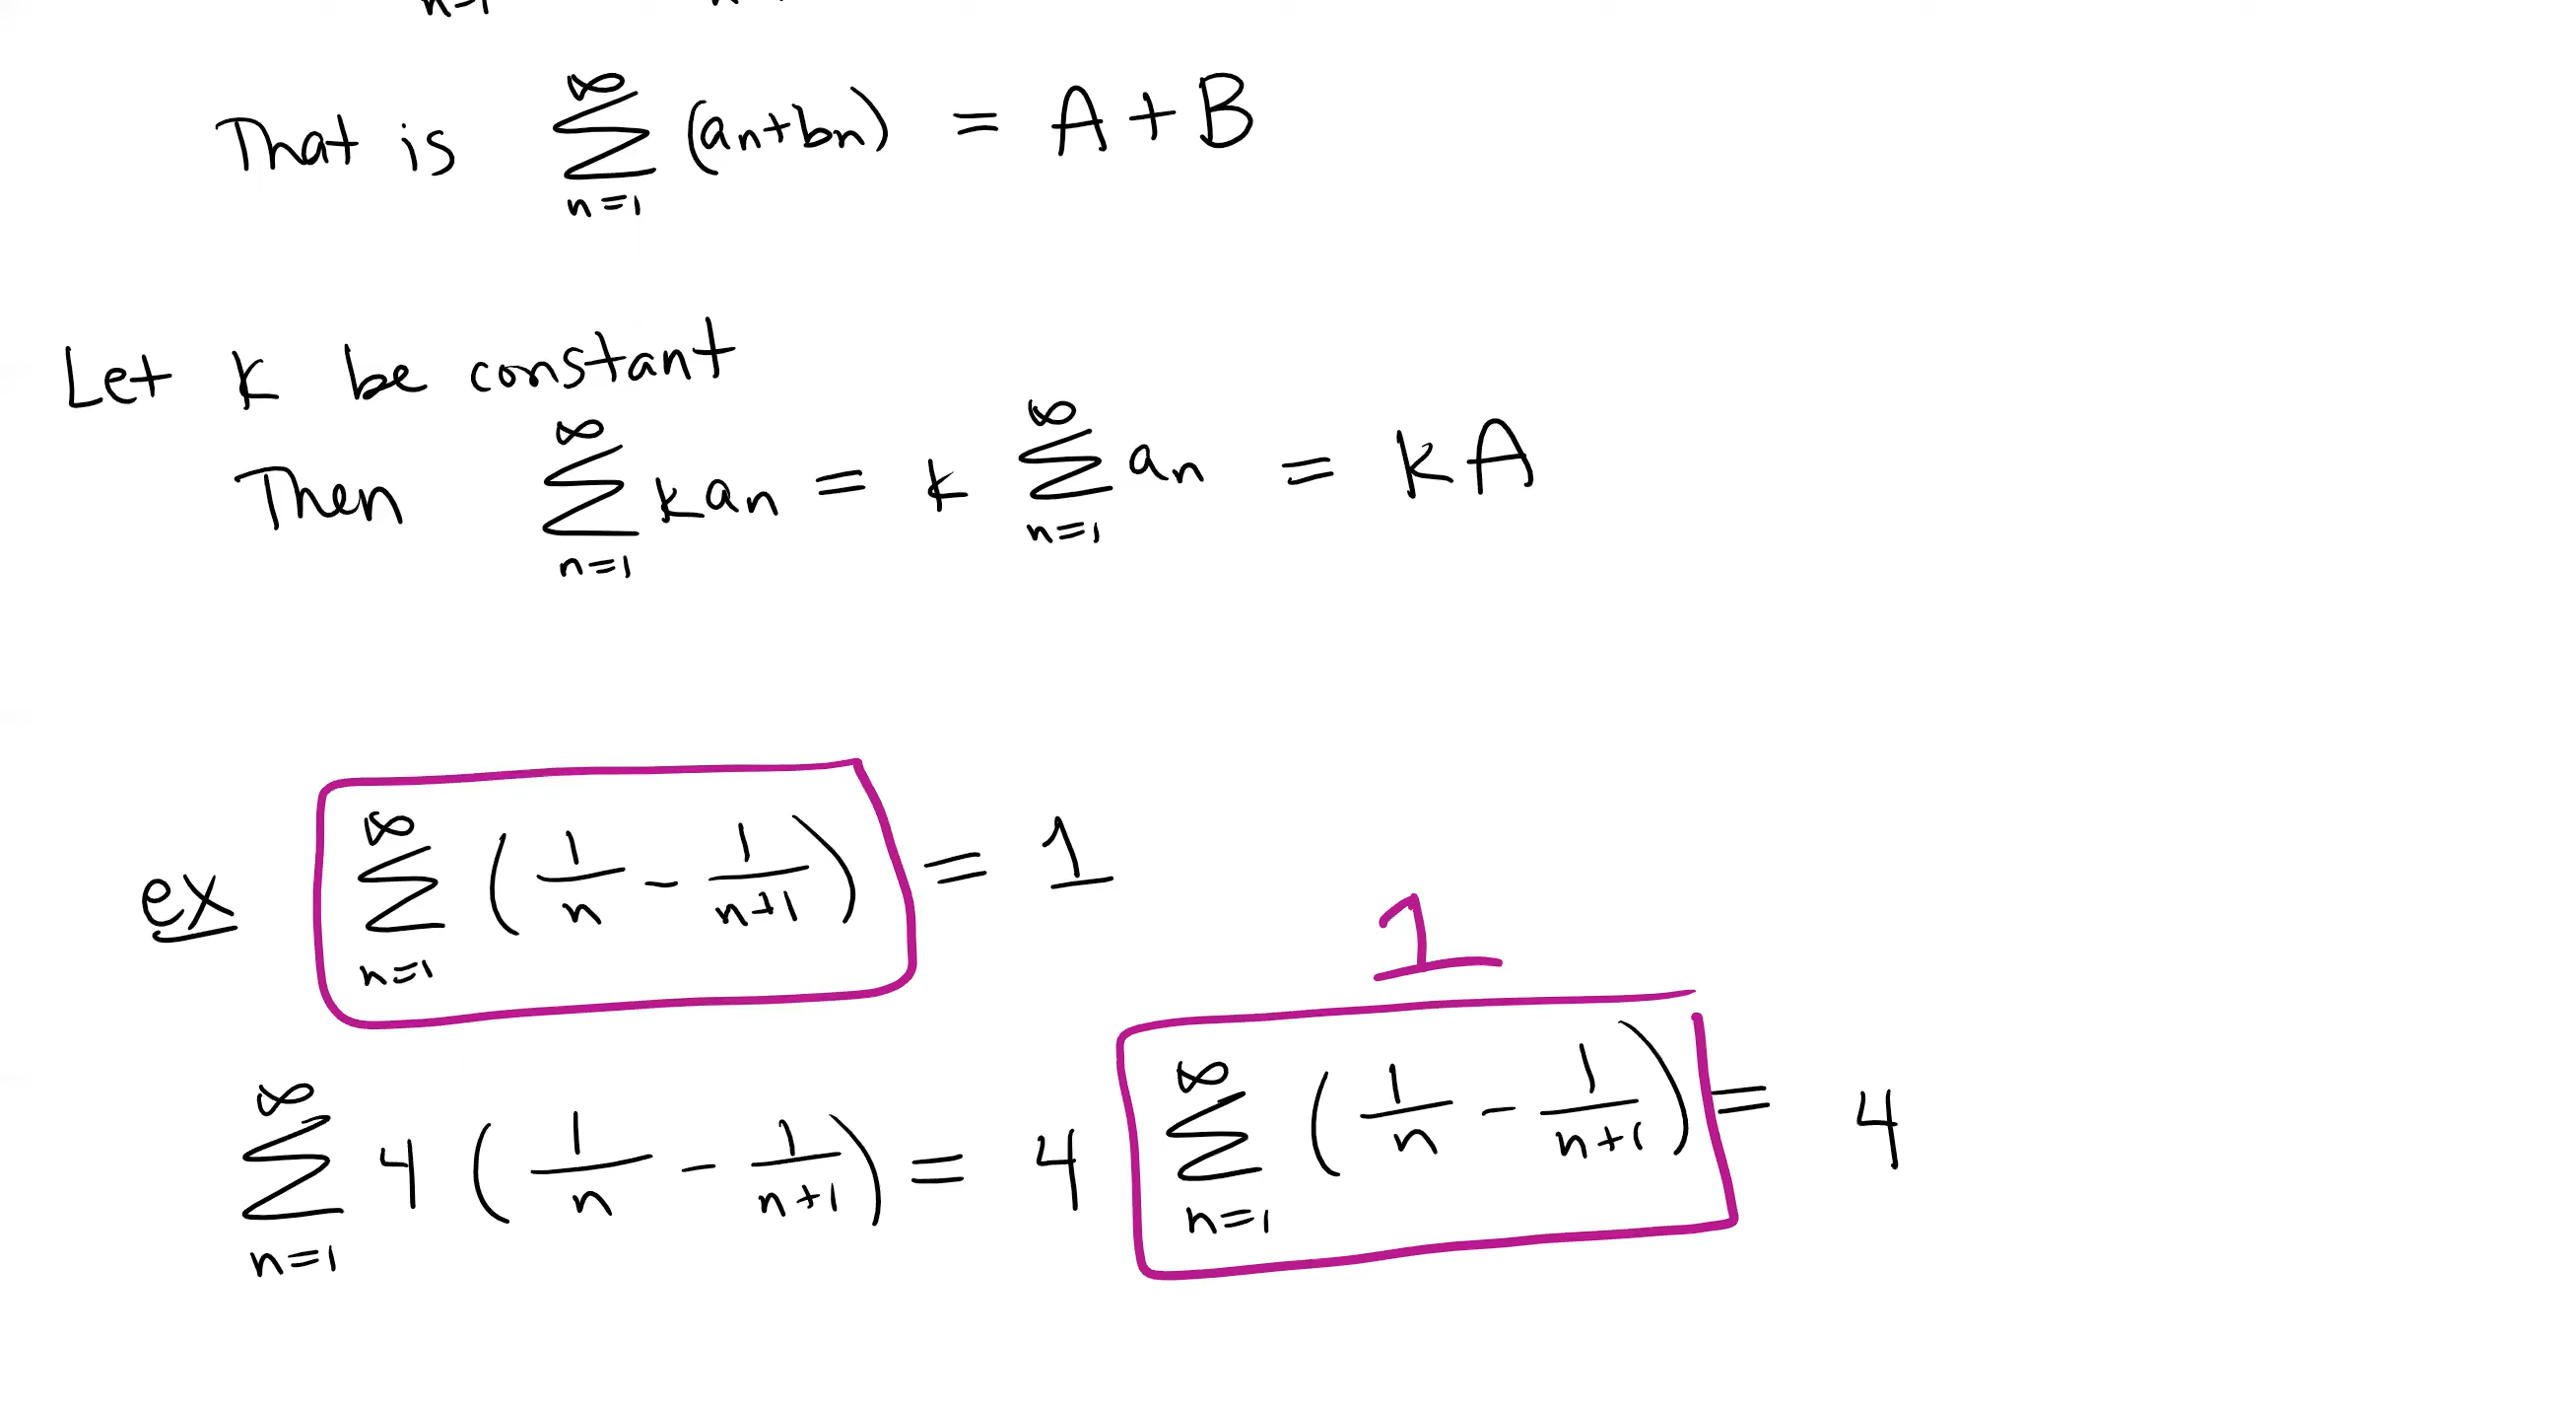 n=1
That is ∞∑n=1 (an+bn) = A+B
Let k be constant
Then ∞∑n=1 kan = k ∞∑n=1 an = kA
ex ∞∑n=1 (1/n - 1/n+1) = 1
1
∞∑n=1 4 (1/n - 1/n+1) = 4 ∞∑n=1 (1/n - 1/n+1) = 4